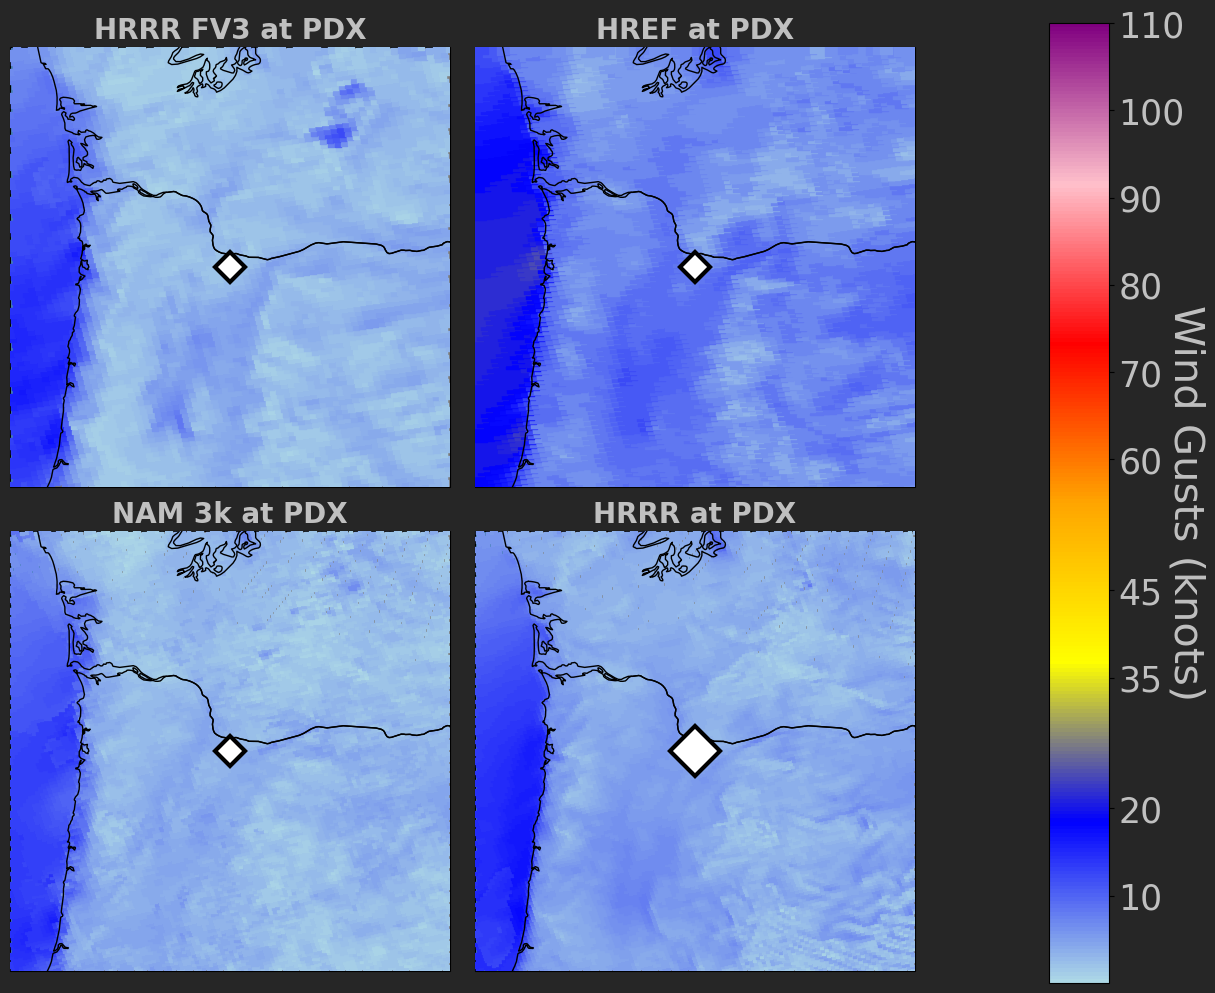 HRRR FV3 at PDX
HREF at PDX
NAM 3k at PDX
HRRR at PDX
110
100
90
80
70
60
45
35
20
10
Wind Gusts (knots)